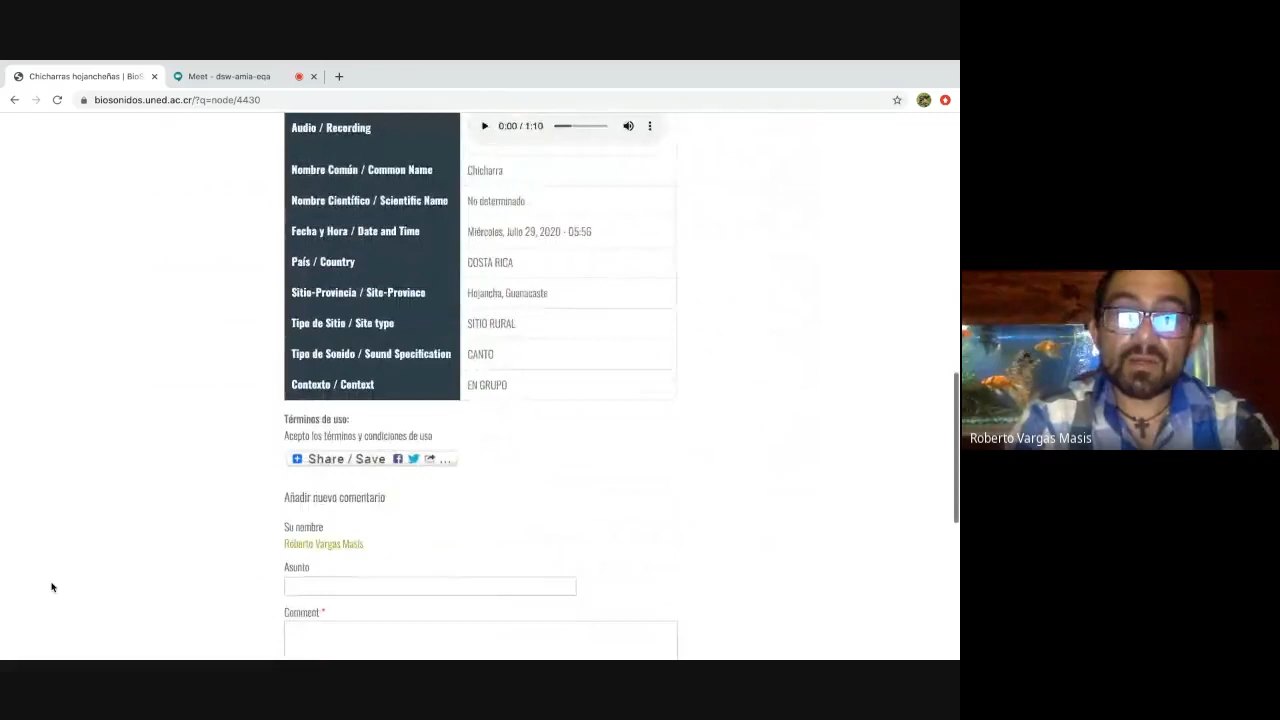 Chicharras hojancheñas | BioS
Meet - dsw-amia-eqa
biosonidos.uned.ac.cr/?q=node/4430
Audio / Recording
0:00 / 1:10
Nombre Común / Common Name
Chicharra
Nombre Científico / Scientific Name
No determinado
Fecha y Hora / Date and Time
Miércoles, Julio 29, 2020 - 05:56
País / Country
COSTA RICA
Sitio-Provincia / Site-Province
Hojancha, Guanacaste
Tipo de Sitio / Site type
SITIO RURAL
Tipo de Sonido / Sound Specification
CANTO
Contexto / Context
EN GRUPO
Términos de uso:
Acepto los términos y condiciones de uso
Share / Save ...
Añadir nuevo comentario
Su nombre
Roberto Vargas Masis
Asunto
Comment *
Roberto Vargas Masis